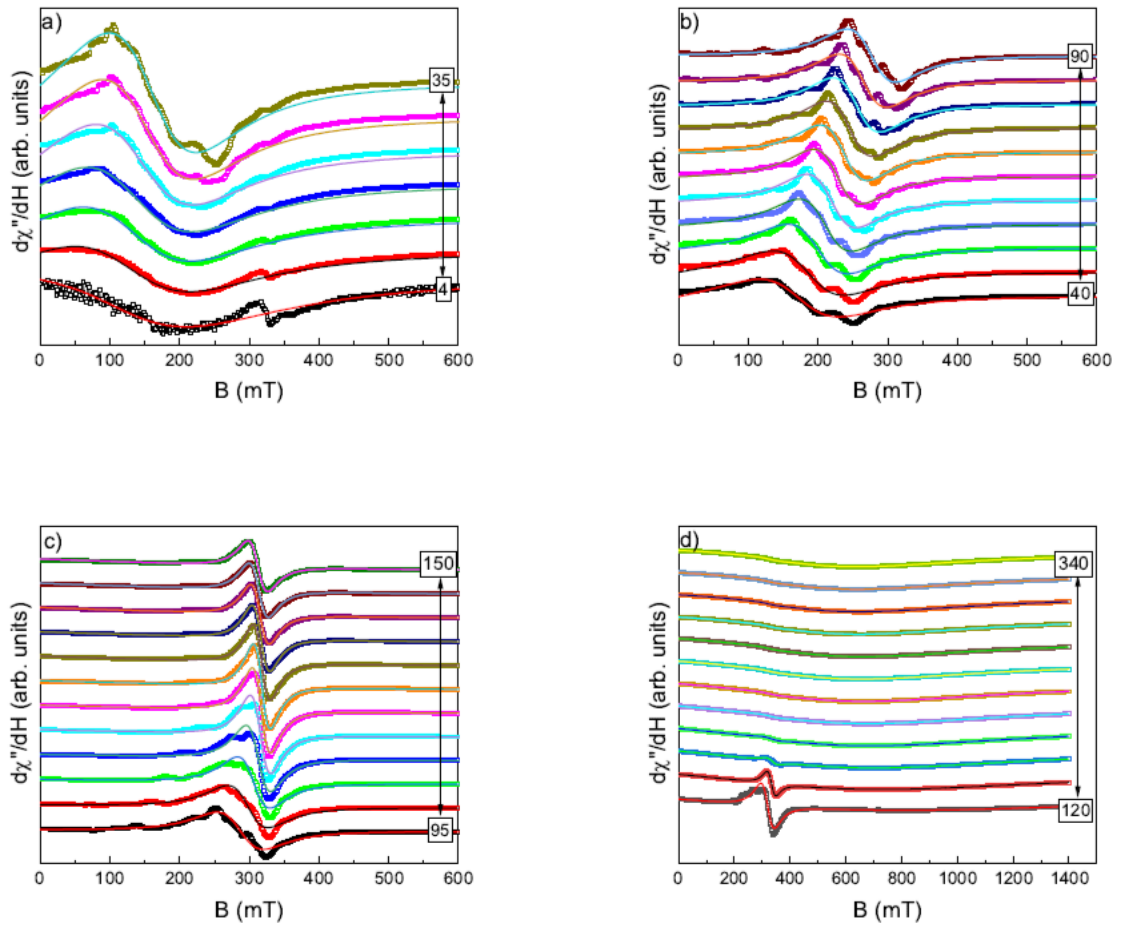 a)
35
4
dχ"/dH (arb. units)
0 100 200 300 400 500 600
B (mT)
b)
90
40
dχ"/dH (arb. units)
0 100 200 300 400 500 600
B (mT)
c)
150
95
dχ"/dH (arb. units)
0 100 200 300 400 500 600
B (mT)
d)
340
120
dχ"/dH (arb. units)
0 200 400 600 800 1000 1200 1400
B (mT)